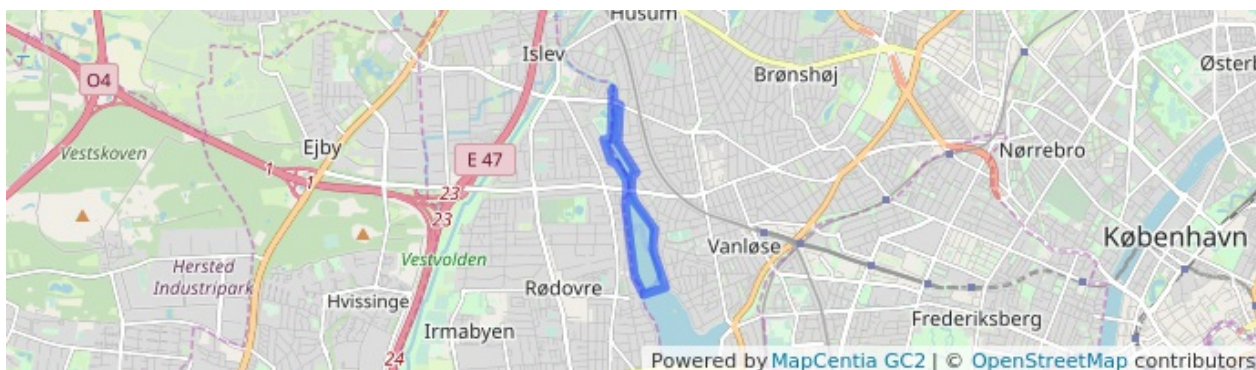 Husum
Islev
Brønshøj
Østerb
O4
Vestskoven
Ejby
E 47
Nørrebro
1
1
23
23
København
Vanløse
Vestvolden
Hersted
Industripark
Hvissinge
Rødovre
Irmabyen
Frederiksberg
24
Powered by MapCentia GC2 | © OpenStreetMap contributors